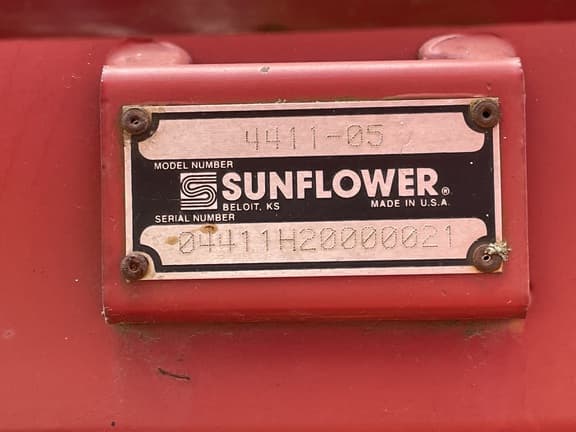 4411-05
MODEL NUMBER
SUNFLOWER®
BELOIT, KS MADE IN U.S.A.
SERIAL NUMBER
04411H20000021